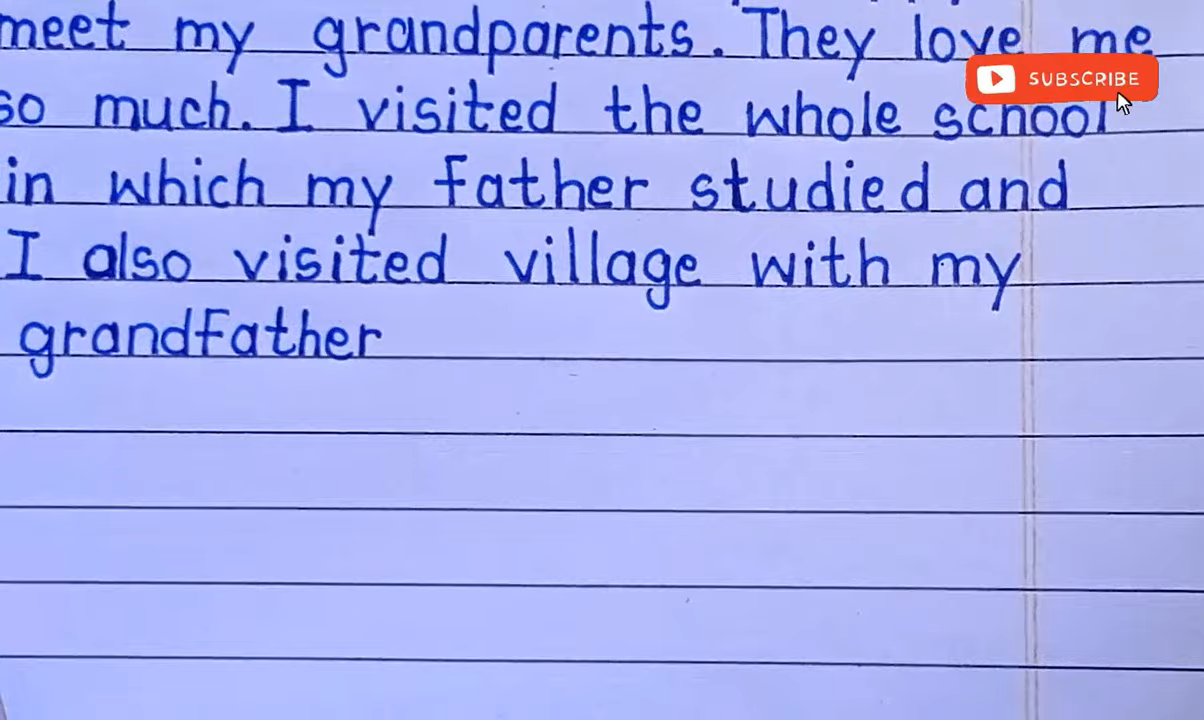 meet my grandparents. They love me
SUBSCRIBE
so much. I visited the whole school
in which my father studied and
I also visited village with my
grandfather